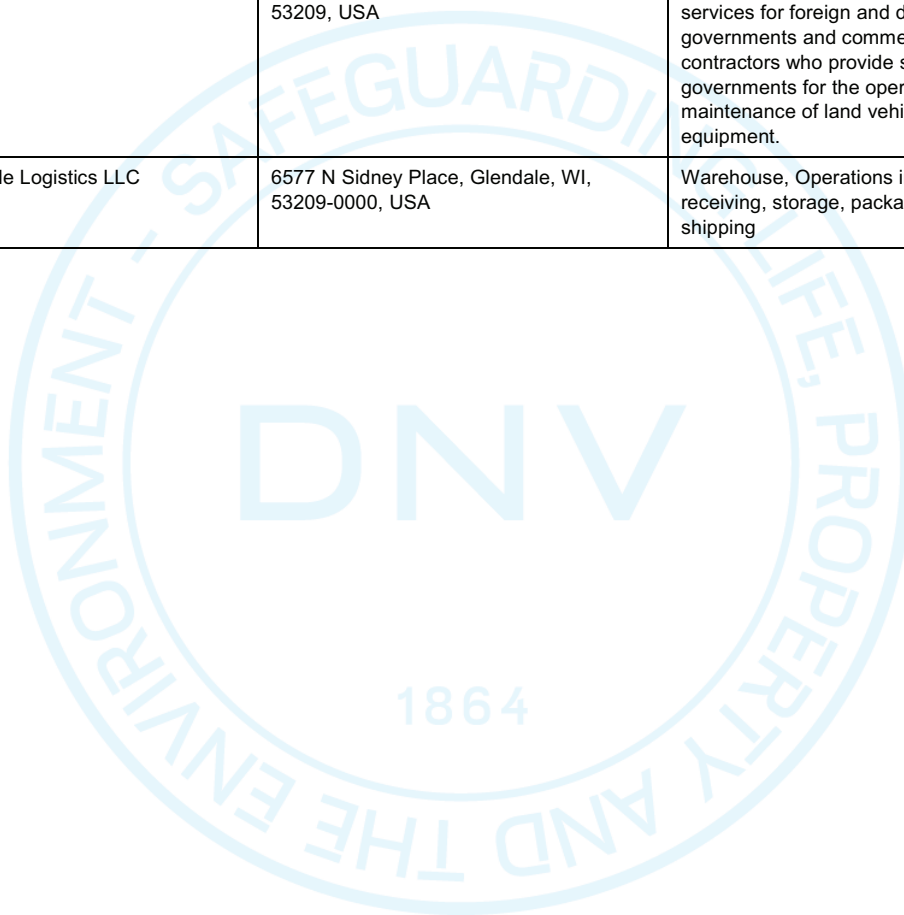 53209, USA
services for foreign and d
governments and comme
contractors who provide s
governments for the oper
maintenance of land vehi
equipment.
le Logistics LLC
6577 N Sidney Place, Glendale, WI,
53209-0000, USA
Warehouse, Operations i
receiving, storage, packa
shipping
SAFEGUARDING LIFE, PROPERTY AND THE ENVIRONMENT -
DNV
1864